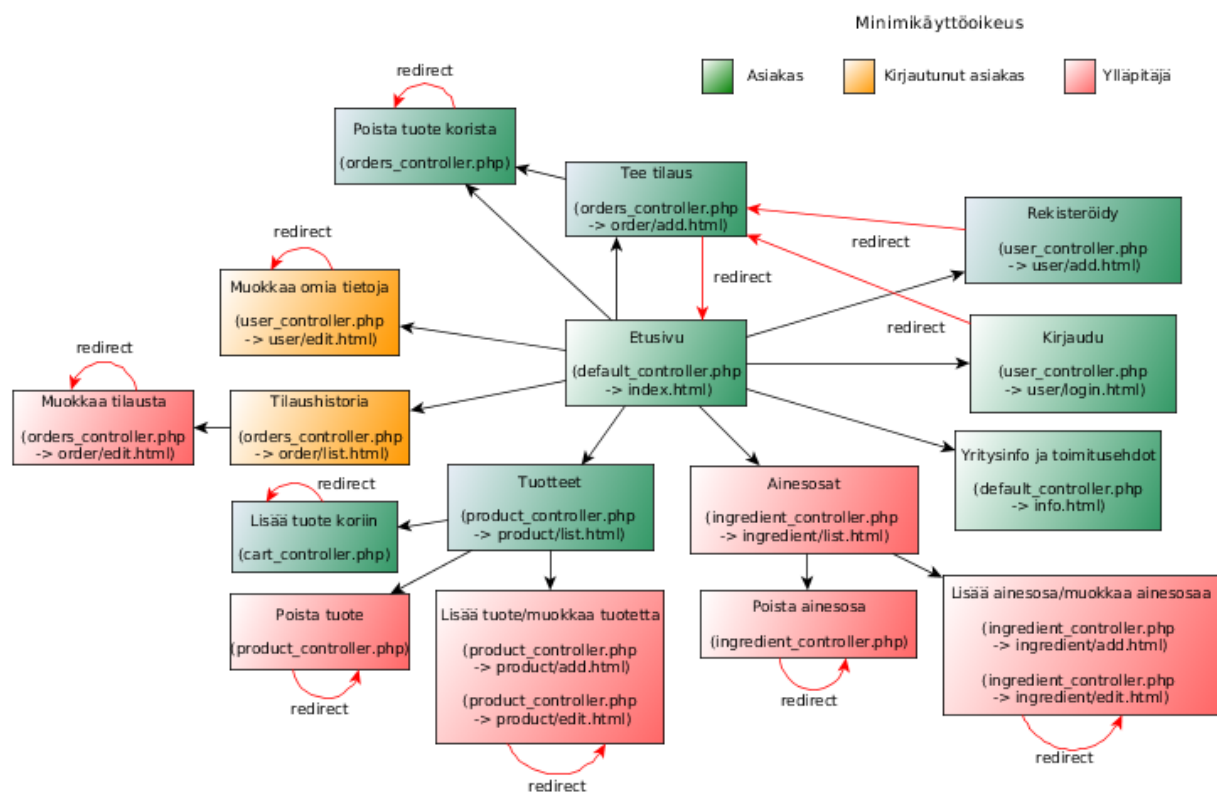 Minimikäyttöoikeus
Asiakas
Kirjautunut asiakas
Ylläpitäjä
redirect
Poista tuote korista
(orders_controller.php)
Tee tilaus
(orders_controller.php
-> order/add.html)
redirect
Rekisteröidy
(user_controller.php
-> user/add.html)
redirect
redirect
Muokkaa omia tietoja
(user_controller.php
-> user/edit.html)
Etusivu
(default_controller.php
-> index.html)
redirect
Kirjaudu
(user_controller.php
-> user/login.html)
redirect
Muokkaa tilausta
(orders_controller.php
-> order/edit.html)
Tilaushistoria
(orders_controller.php
-> order/list.html)
Yritysinfo ja toimitusehdot
(default_controller.php
-> info.html)
redirect
Lisää tuote koriin
(cart_controller.php)
Tuotteet
(product_controller.php
-> product/list.html)
Ainesosat
(ingredient_controller.php
-> ingredient/list.html)
Poista tuote
(product_controller.php)
redirect
Lisää tuote/muokkaa tuotetta
(product_controller.php
-> product/add.html)
(product_controller.php
-> product/edit.html)
redirect
Poista ainesosa
(ingredient_controller.php)
redirect
Lisää ainesosa/muokkaa ainesosaa
(ingredient_controller.php
-> ingredient/add.html)
(ingredient_controller.php
-> ingredient/edit.html)
redirect